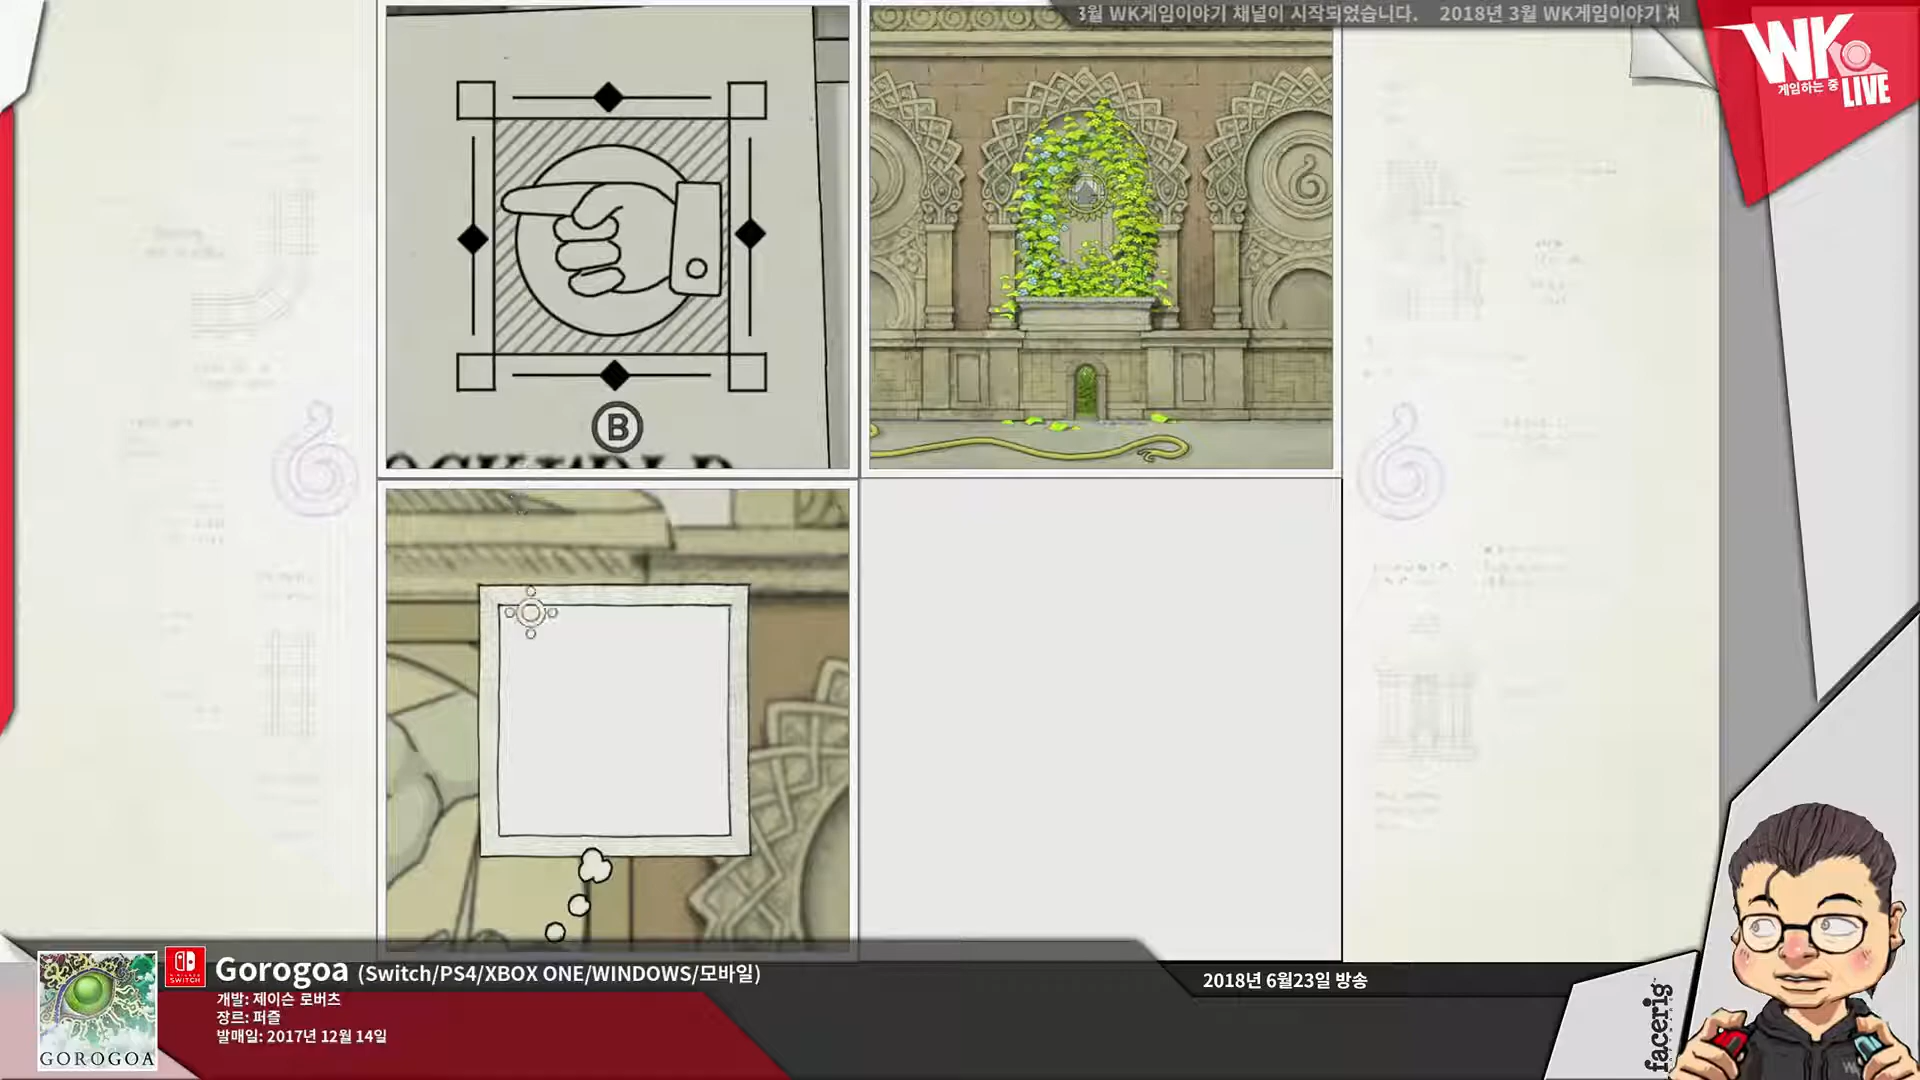 3월 WK게임이야기 채널이 시작되었습니다. 2018년 3월 WK게임이야기
WK
게임하는 중 LIVE
B
Gorogoa (Switch/PS4/XBOX ONE/WINDOWS/모바일)
개발: 제이슨 로버츠
장르: 퍼즐
발매일: 2017년 12월 14일
GOROGOA
SWITCH
2018년 6월23일 방송
facerig